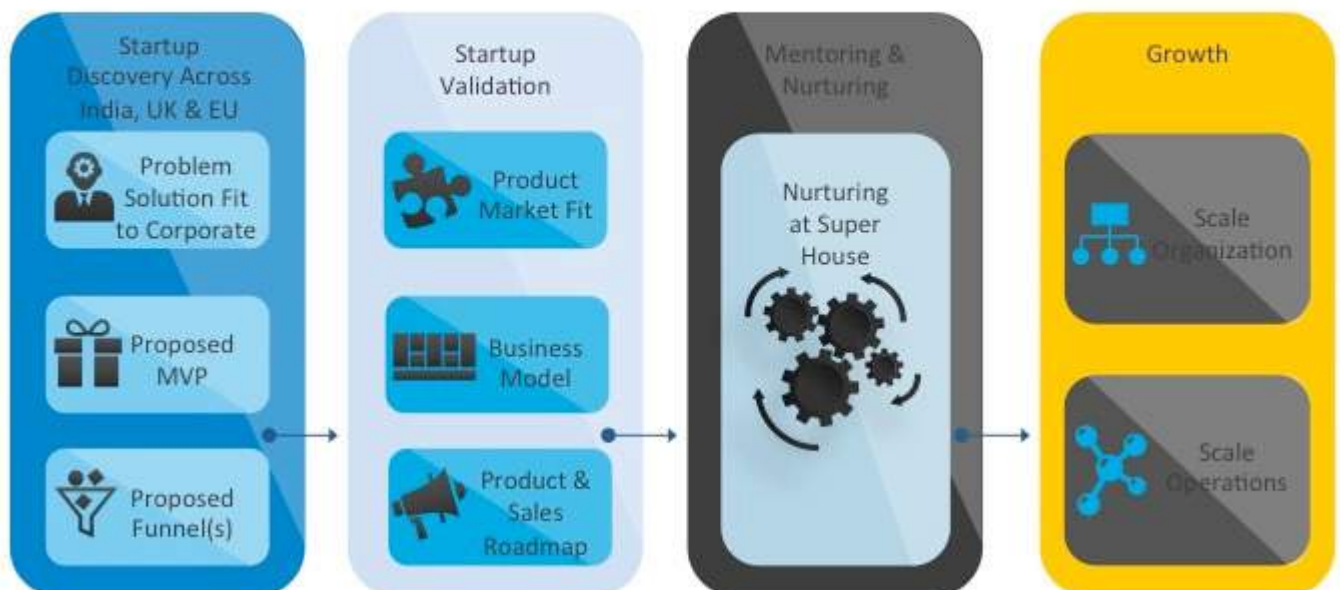 Startup
Discovery Across
India, UK & EU
Problem
Solution Fit
to Corporate
Proposed
MVP
Proposed
Funnel(s)
Startup
Validation
Product
Market Fit
Business
Model
Product &
Sales
Roadmap
Mentoring &
Nurturing
Nurturing
at Super
House
Growth
Scale
Organization
Scale
Operations